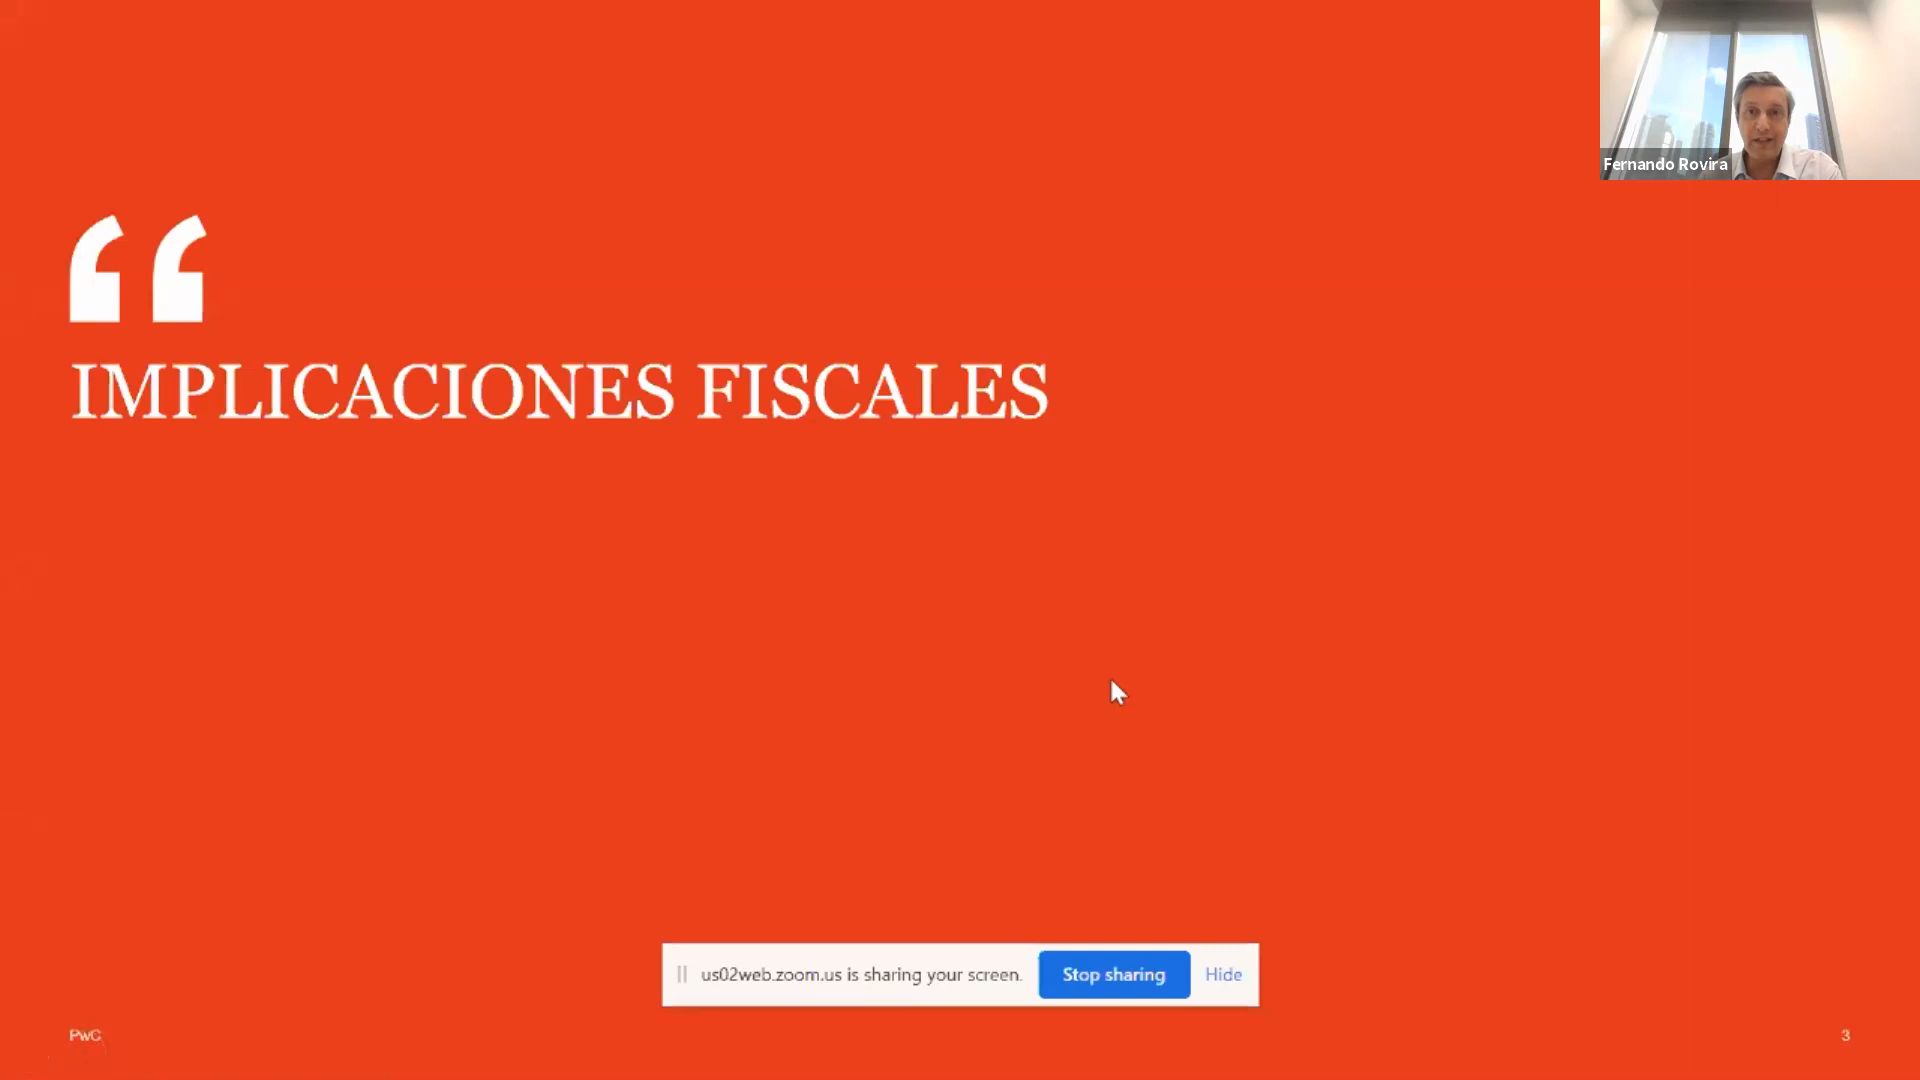 Fernando Rovira
“
IMPLICACIONES FISCALES
us02web.zoom.us is sharing your screen.
Stop sharing
Hide
PwC
3